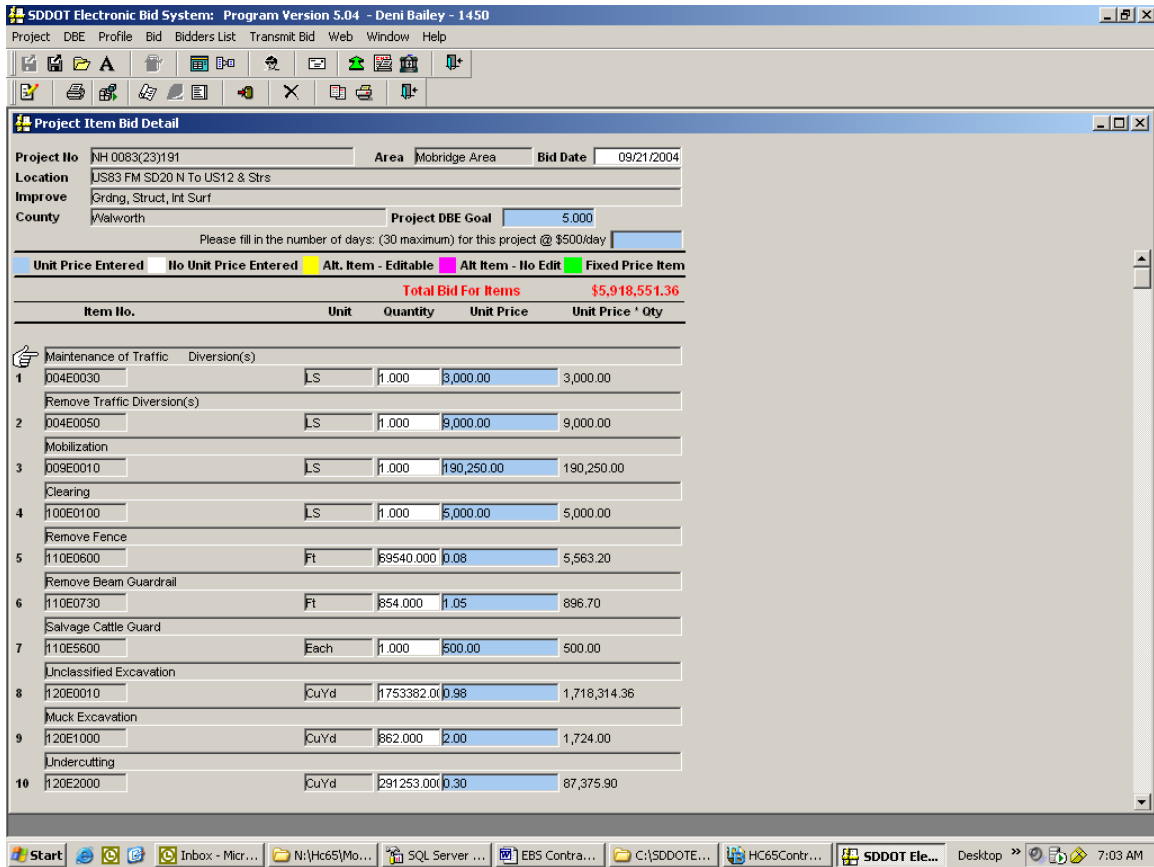 SDDOT Electronic Bid System: Program Version 5.04 - Deni Bailey - 1450
Project DBE Profile Bid Bidders List Transmit Bid Web Window Help
A
Project Item Bid Detail
Project No NH 0083(23)191 Area Mobridge Area Bid Date 09/21/2004
Location US83 FM SD20 N To US12 & Strs
Improve Grdng, Struct, Int Surf
County Walworth Project DBE Goal 5.000
Please fill in the number of days: (30 maximum) for this project @ $500/day
Unit Price Entered No Unit Price Entered Alt. Item - Editable Alt Item - No Edit Fixed Price Item
Total Bid For Items $5,918,551.36
Item No. Unit Quantity Unit Price Unit Price * Qty
Maintenance of Traffic Diversion(s)
1 004E0030 LS 1.000 3,000.00 3,000.00
Remove Traffic Diversion(s)
2 004E0050 LS 1.000 9,000.00 9,000.00
Mobilization
3 009E0010 LS 1.000 190,250.00 190,250.00
Clearing
4 100E0100 LS 1.000 5,000.00 5,000.00
Remove Fence
5 110E0600 Ft 69540.000 0.08 5,563.20
Remove Beam Guardrail
6 110E0730 Ft 854.000 1.05 896.70
Salvage Cattle Guard
7 110E5600 Each 1.000 500.00 500.00
Unclassified Excavation
8 120E0010 CuYd 1753382.0( 0.98 1,718,314.36
Muck Excavation
9 120E1000 CuYd 862.000 2.00 1,724.00
Undercutting
10 120E2000 CuYd 291253.00( 0.30 87,375.90
Start Inbox - Micr... N:\Hc65\Mo... SQL Server ... EBS Contra... C:\SDDOTE... HC65Contr... SDDOT Ele... Desktop » 7:03 AM